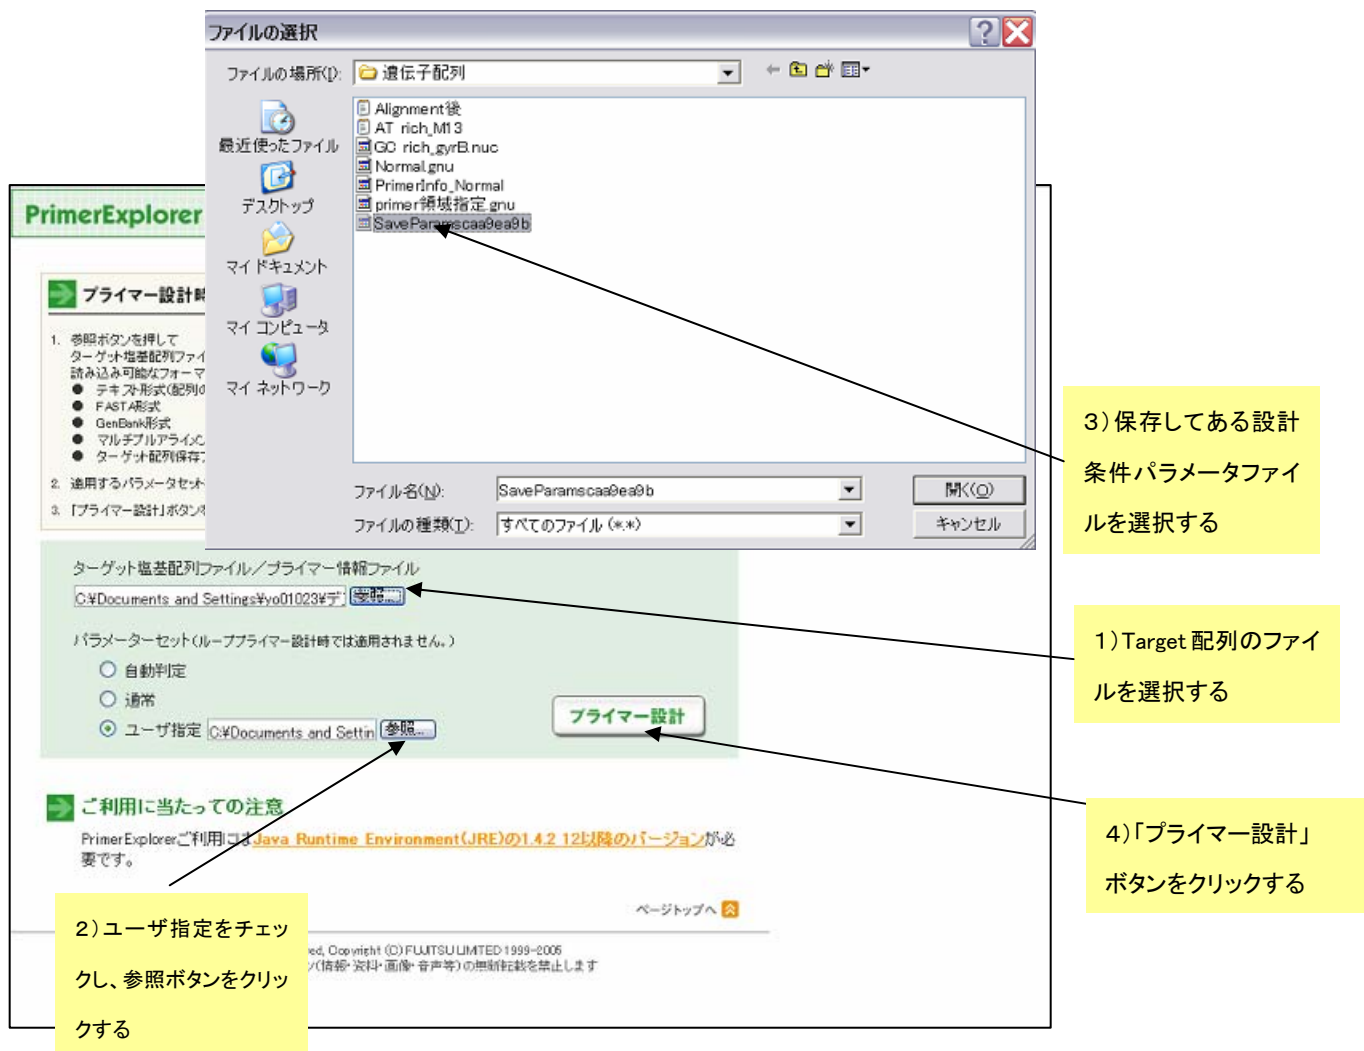 ファイルの選択
ファイルの場所(I):
遺伝子配列
最近使ったファイル
デスクトップ
マイ ドキュメント
マイ コンピュータ
マイ ネットワーク
Alignment後
AT rich_M13
GC rich_gyrB.nuc
Normal.gnu
PrimerInfo_Normal
primer領域指定.gnu
SaveParamscaa9ea9b
ファイル名(N):
SaveParamscaa9ea9b
開く(O)
ファイルの種類(T):
すべてのファイル (*.*)
キャンセル
PrimerExplorer
プライマー設計時
1. 参照ボタンを押して
ターゲット塩基配列ファイ
読み込み可能なフォーマ
● テキスト形式(配列の
● FASTA形式
● GenBank形式
● マルチプルアライメン
● ターゲット配列保存フ
2. 適用するパラメータセット
3. 「プライマー設計」ボタンを
ターゲット塩基配列ファイル／プライマー情報ファイル
C:¥Documents and Settings¥yo01023¥デ
参照...
パラメーターセット(ループプライマー設計時では適用されません。)
自動判定
通常
ユーザ指定
C:¥Documents and Settin
参照...
プライマー設計
ご利用に当たっての注意
PrimerExplorerご利用にはJava Runtime Environment(JRE)の1.4.2 12以降のバージョンが必
要です。
ページトップへ
ved, Copyright (C) FUJITSU LIMITED 1999-2005
ツ(情報・資料・画像・音声等)の無断転載を禁止します
3）保存してある設計
条件パラメータファイ
ルを選択する
1）Target 配列のファイ
ルを選択する
4）「プライマー設計」
ボタンをクリックする
2）ユーザ指定をチェッ
クし、参照ボタンをクリッ
クする